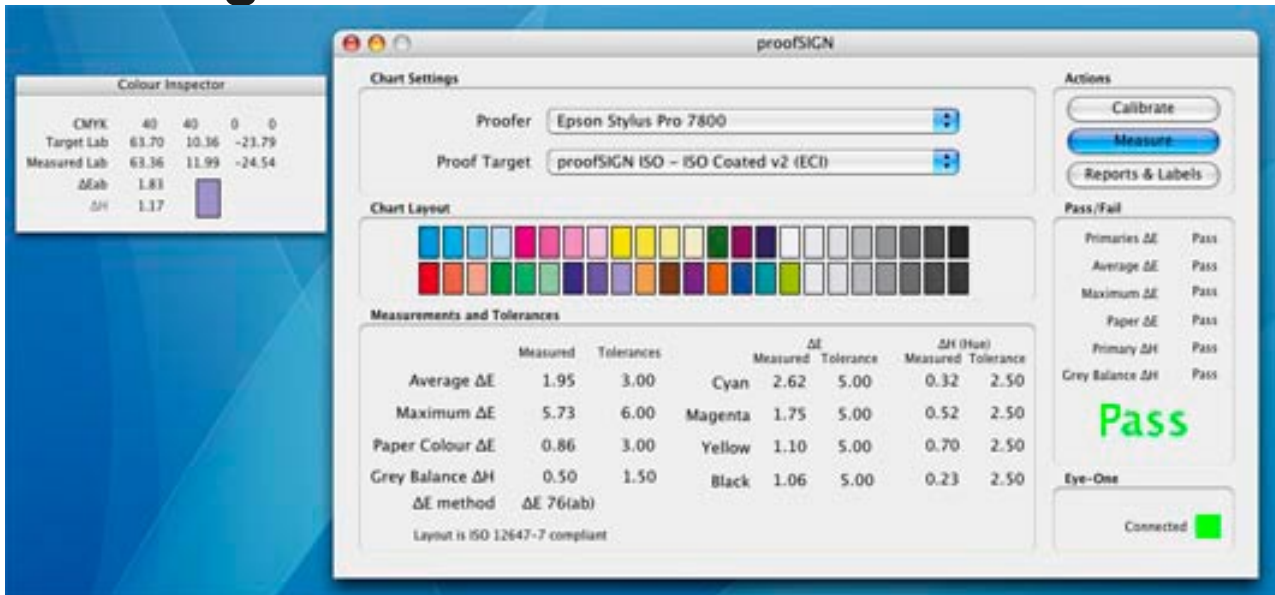 Colour Inspector
CMYK 40 40 0 0
Target Lab 63.70 10.36 -23.79
Measured Lab 63.36 11.99 -24.54
ΔEab 1.83
ΔH 1.17
proofSIGN
Chart Settings
Proofer Epson Stylus Pro 7800
Proof Target proofSIGN ISO - ISO Coated v2 (ECI)
Chart Layout
Measurements and Tolerances
Measured Tolerances
Average ΔE 1.95 3.00
Maximum ΔE 5.73 6.00
Paper Colour ΔE 0.86 3.00
Grey Balance ΔH 0.50 1.50
ΔE method ΔE 76(ab)
Layout is ISO 12647-7 compliant
ΔE ΔH (Hue)
Measured Tolerance Measured Tolerance
Cyan 2.62 5.00 0.32 2.50
Magenta 1.75 5.00 0.52 2.50
Yellow 1.10 5.00 0.70 2.50
Black 1.06 5.00 0.23 2.50
Actions
Calibrate
Measure
Reports & Labels
Pass/Fail
Primaries ΔE Pass
Average ΔE Pass
Maximum ΔE Pass
Paper ΔE Pass
Primary ΔH Pass
Grey Balance ΔH Pass
Pass
Eye-One
Connected